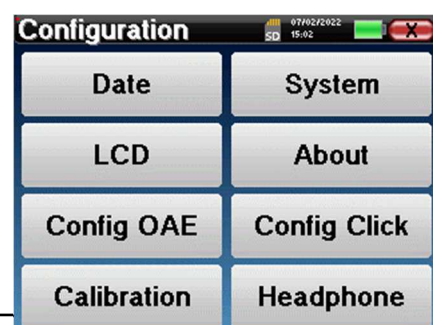 Configuration
SD
07/02/2022
15:02
X
Date
System
LCD
About
Config OAE
Config Click
Calibration
Headphone